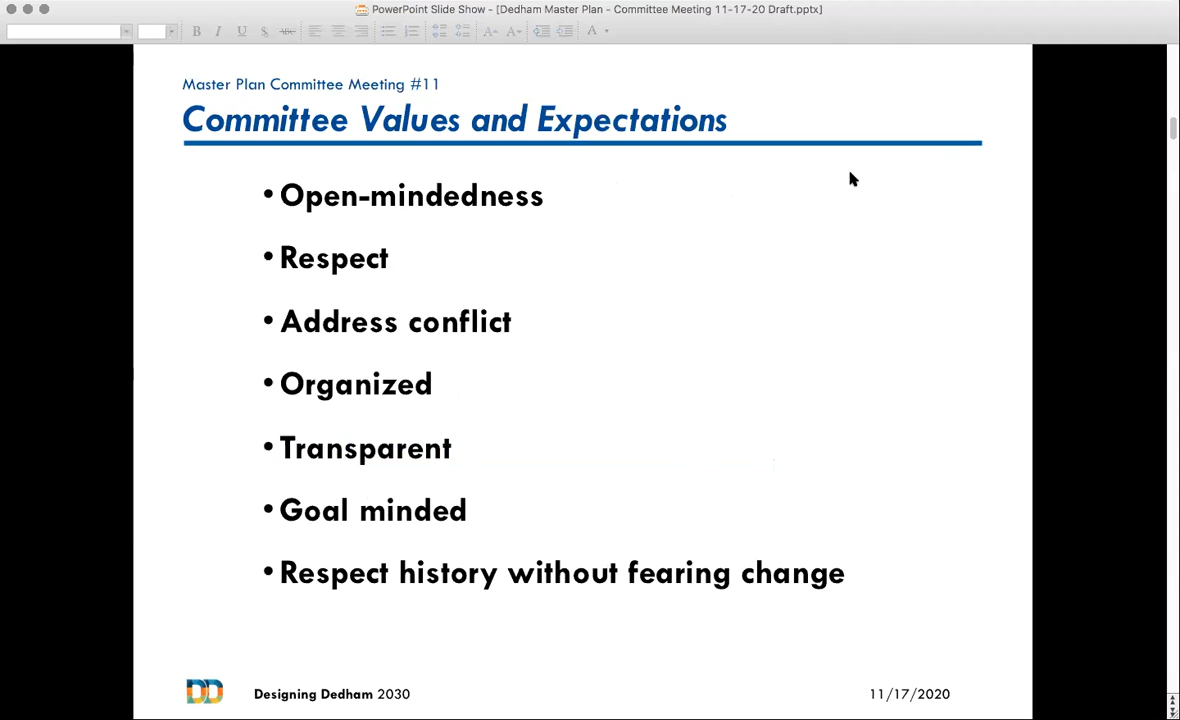 PowerPoint Slide Show - [Dedham Master Plan - Committee Meeting 11-17-20 Draft.pptx]
B I U S ABC A A A
Master Plan Committee Meeting #11
Committee Values and Expectations
• Open-mindedness
• Respect
• Address conflict
• Organized
• Transparent
• Goal minded
• Respect history without fearing change
DD Designing Dedham 2030 11/17/2020